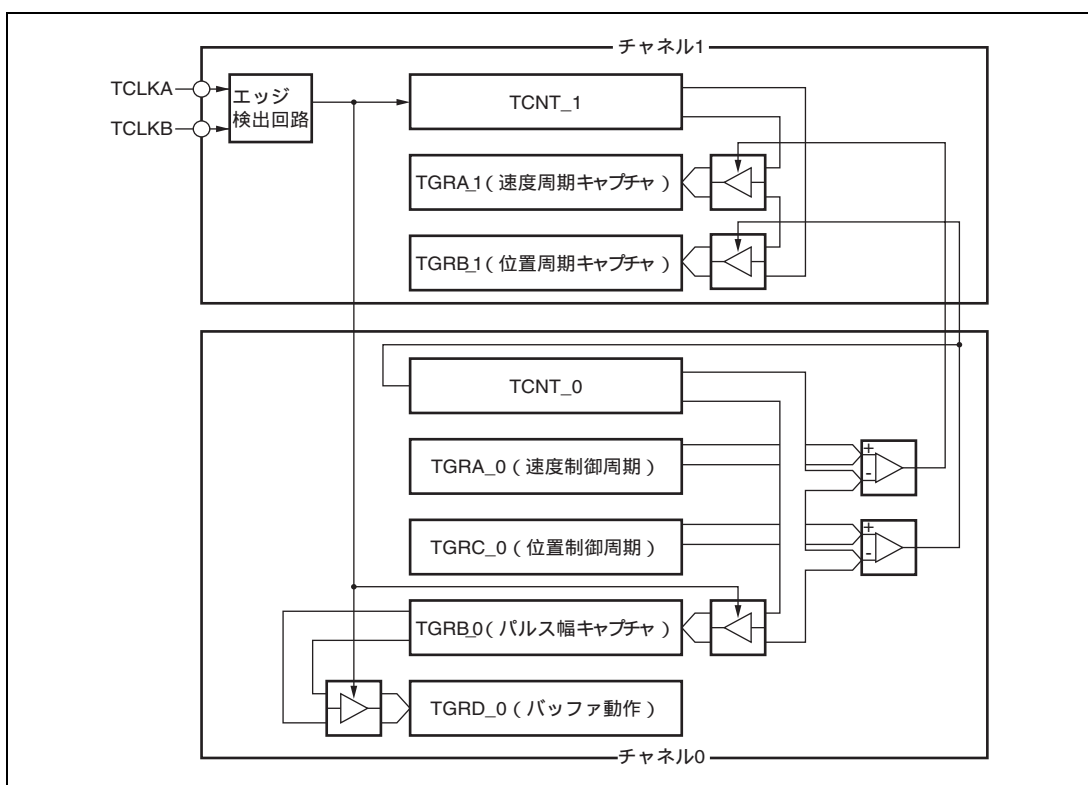 チャネル1
TCLKA
TCLKB
エッジ
検出回路
TCNT_1
TGRA_1(速度周期キャプチャ)
TGRB_1(位置周期キャプチャ)
TCNT_0
TGRA_0(速度制御周期)
+
-
TGRC_0(位置制御周期)
+
-
TGRB_0(パルス幅キャプチャ)
TGRD_0(バッファ動作)
チャネル0